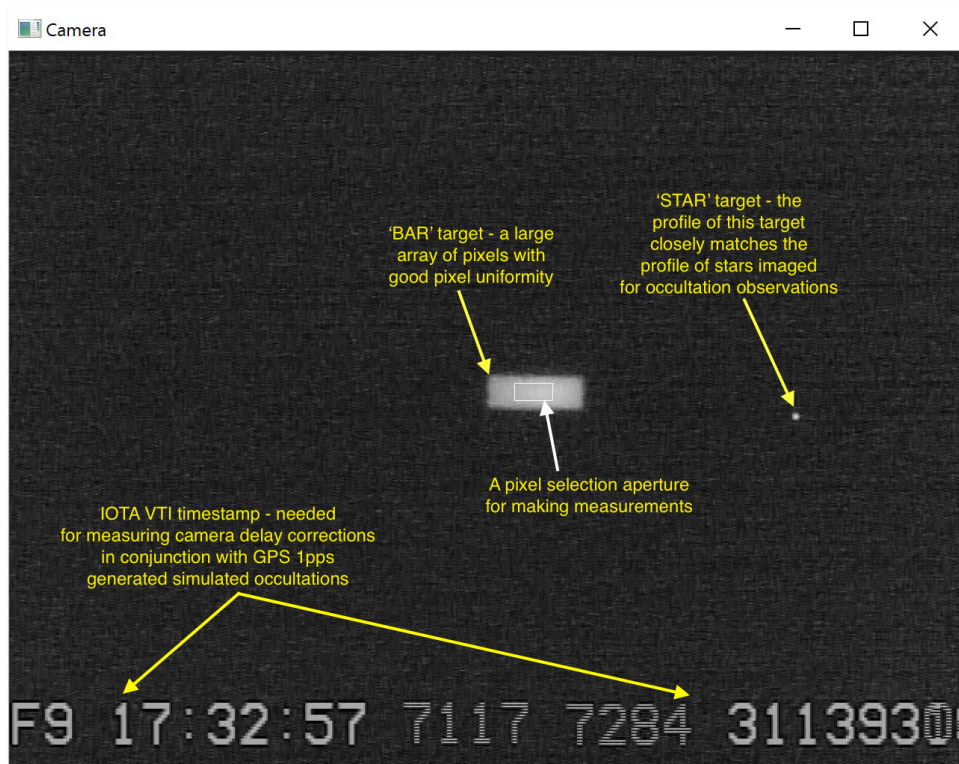 Camera
'STAR' target - the
profile of this target
closely matches the
profile of stars imaged
for occultation observations
'BAR' target - a large
array of pixels with
good pixel uniformity
A pixel selection aperture
for making measurements
IOTA VTI timestamp - needed
for measuring camera delay corrections
in conjunction with GPS 1pps
generated simulated occultations
F9 17:32:57 7117 7284 311393